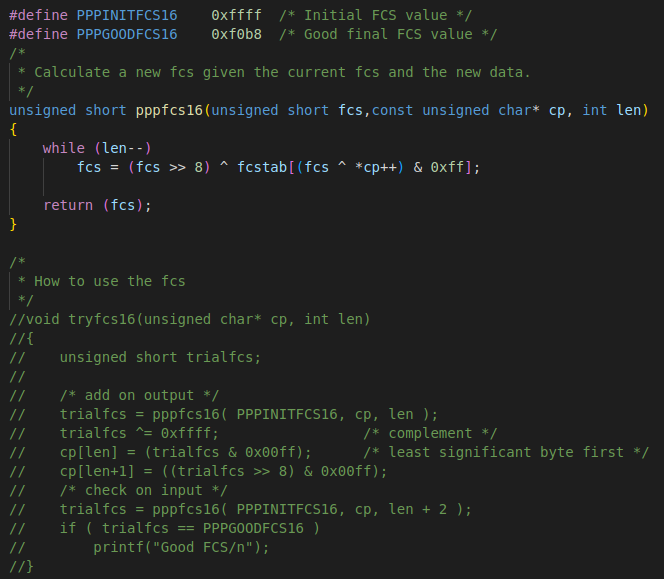 #define PPPINITFCS16    0xffff  /* Initial FCS value */
#define PPPGOODFCS16    0xf0b8  /* Good final FCS value */
/*
 * Calculate a new fcs given the current fcs and the new data.
 */
unsigned short pppfcs16(unsigned short fcs,const unsigned char* cp, int len)
{
    while (len--)
        fcs = (fcs >> 8) ^ fcstab[(fcs ^ *cp++) & 0xff];

    return (fcs);
}

/*
 * How to use the fcs
 */
//void tryfcs16(unsigned char* cp, int len)
//{
//    unsigned short trialfcs;
//
//    /* add on output */
//    trialfcs = pppfcs16( PPPINITFCS16, cp, len );
//    trialfcs ^= 0xffff;               /* complement */
//    cp[len] = (trialfcs & 0x00ff);      /* least significant byte first */
//    cp[len+1] = ((trialfcs >> 8) & 0x00ff);
//    /* check on input */
//    trialfcs = pppfcs16( PPPINITFCS16, cp, len + 2 );
//    if ( trialfcs == PPPGOODFCS16 )
//        printf("Good FCS/n");
//}